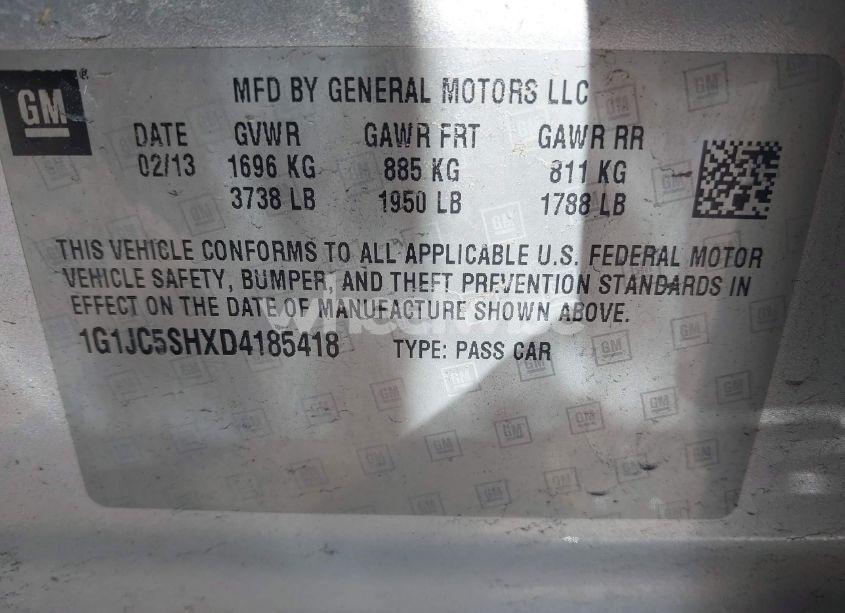 GM®
MFD BY GENERAL MOTORS LLC
DATE GVWR GAWR FRT GAWR RR
02/13 1696 KG 885 KG 811 KG
3738 LB 1950 LB 1788 LB
THIS VEHICLE CONFORMS TO ALL APPLICABLE U.S. FEDERAL MOTOR
VEHICLE SAFETY, BUMPER, AND THEFT PREVENTION STANDARDS IN
EFFECT ON THE DATE OF MANUFACTURE SHOWN ABOVE.
1G1JC5SHXD4185418 TYPE: PASS CAR